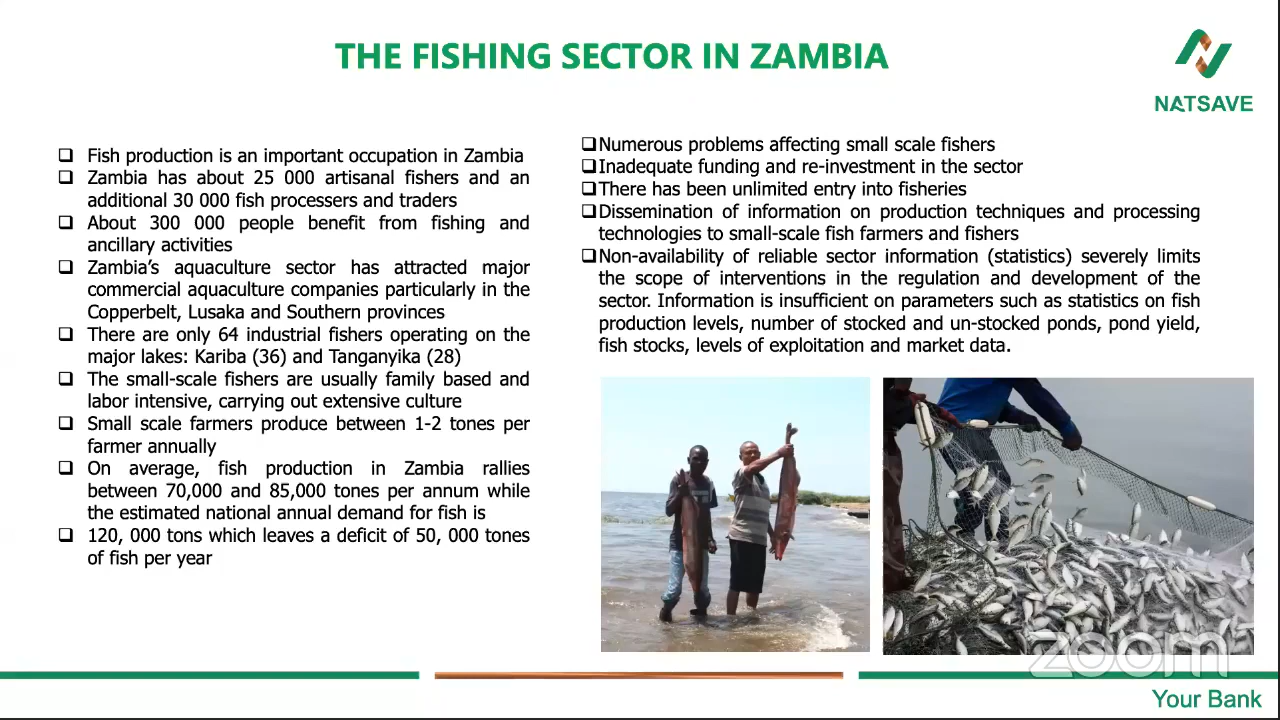 THE FISHING SECTOR IN ZAMBIA
NATSAVE
❑ Fish production is an important occupation in Zambia
❑ Zambia has about 25 000 artisanal fishers and an
additional 30 000 fish processers and traders
❑ About 300 000 people benefit from fishing and
ancillary activities
❑ Zambia's aquaculture sector has attracted major
commercial aquaculture companies particularly in the
Copperbelt, Lusaka and Southern provinces
❑ There are only 64 industrial fishers operating on the
major lakes: Kariba (36) and Tanganyika (28)
❑ The small-scale fishers are usually family based and
labor intensive, carrying out extensive culture
❑ Small scale farmers produce between 1-2 tones per
farmer annually
❑ On average, fish production in Zambia rallies
between 70,000 and 85,000 tones per annum while
the estimated national annual demand for fish is
❑ 120, 000 tons which leaves a deficit of 50, 000 tones
of fish per year
❑Numerous problems affecting small scale fishers
❑Inadequate funding and re-investment in the sector
❑There has been unlimited entry into fisheries
❑Dissemination of information on production techniques and processing
technologies to small-scale fish farmers and fishers
❑Non-availability of reliable sector information (statistics) severely limits
the scope of interventions in the regulation and development of the
sector. Information is insufficient on parameters such as statistics on fish
production levels, number of stocked and un-stocked ponds, pond yield,
fish stocks, levels of exploitation and market data.
zoom
Your Bank